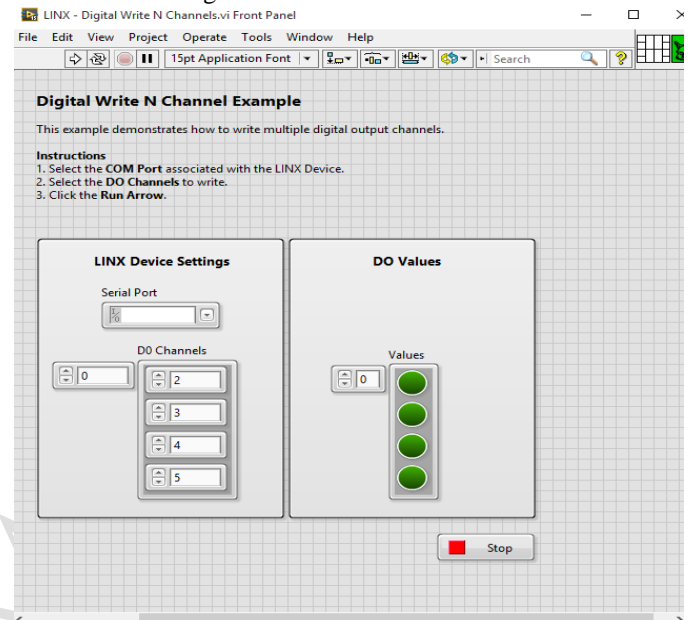 LINX - Digital Write N Channels.vi Front Panel
File Edit View Project Operate Tools Window Help
15pt Application Font Search
Digital Write N Channel Example
This example demonstrates how to write multiple digital output channels.
Instructions
1. Select the COM Port associated with the LINX Device.
2. Select the DO Channels to write.
3. Click the Run Arrow.
LINX Device Settings
Serial Port
D0 Channels
0
2
3
4
5
DO Values
Values
0
Stop